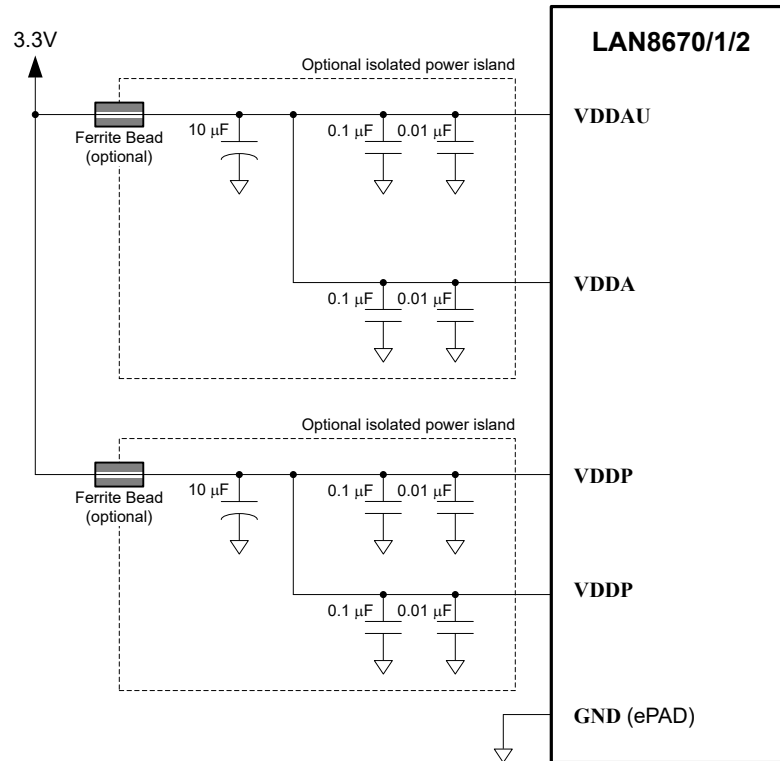 3.3V
LAN8670/1/2
Optional isolated power island
Ferrite Bead
(optional)
10 μF
0.1 μF
0.01 μF
VDDAU
0.1 μF
0.01 μF
VDDA
Optional isolated power island
Ferrite Bead
(optional)
10 μF
0.1 μF
0.01 μF
VDDP
0.1 μF
0.01 μF
VDDP
GND (ePAD)